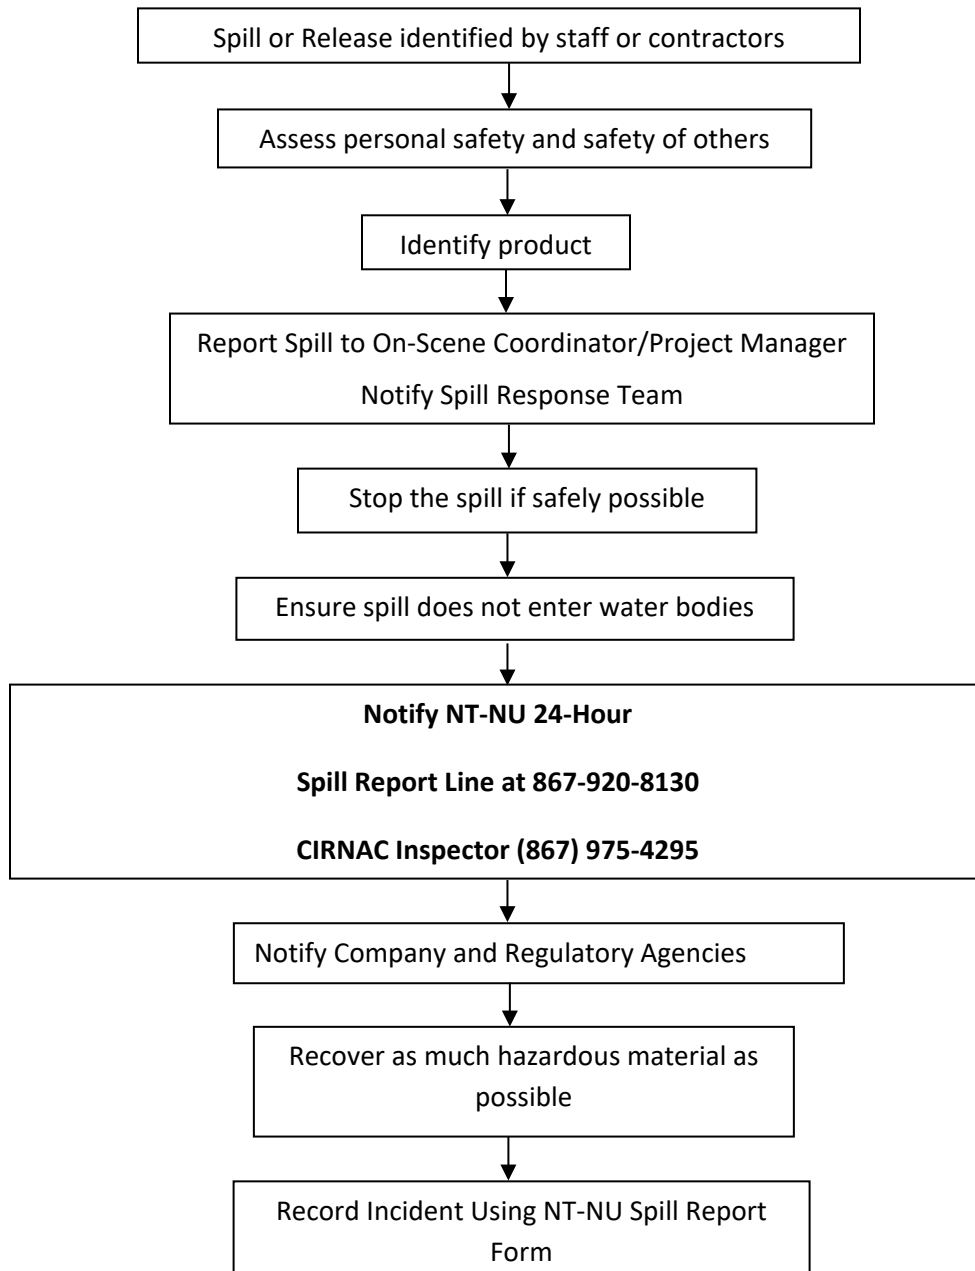 Spill or Release identified by staff or contractors
Assess personal safety and safety of others
Identify product
Report Spill to On-Scene Coordinator/Project Manager
Notify Spill Response Team
Stop the spill if safely possible
Ensure spill does not enter water bodies
Notify NT-NU 24-Hour
Spill Report Line at 867-920-8130
CIRNAC Inspector (867) 975-4295
Notify Company and Regulatory Agencies
Recover as much hazardous material as
possible
Record Incident Using NT-NU Spill Report
Form